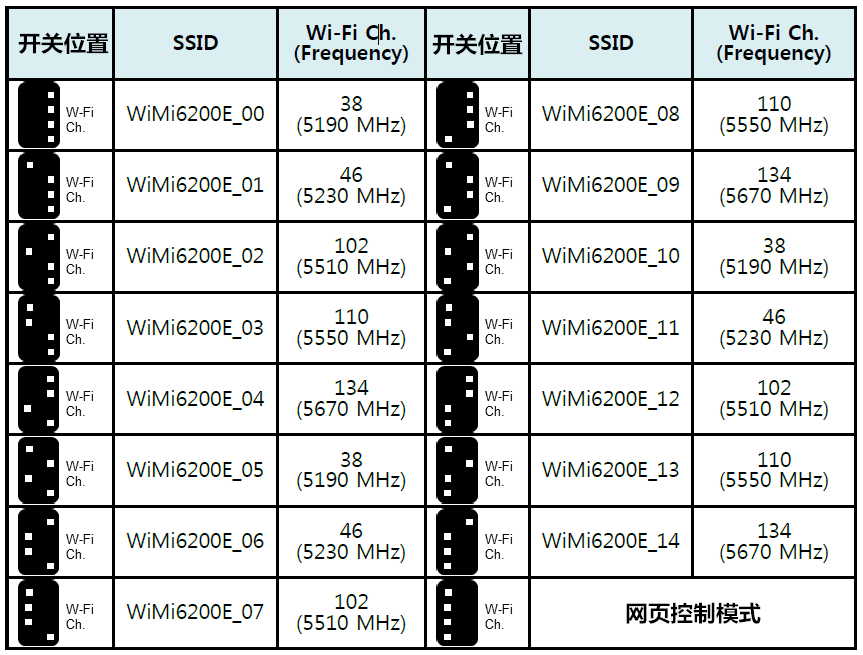 开关位置 SSID Wi-Fi Ch. (Frequency) 开关位置 SSID Wi-Fi Ch. (Frequency)
W-Fi Ch. WiMi6200E_00 38 (5190 MHz) W-Fi Ch. WiMi6200E_08 110 (5550 MHz)
W-Fi Ch. WiMi6200E_01 46 (5230 MHz) W-Fi Ch. WiMi6200E_09 134 (5670 MHz)
W-Fi Ch. WiMi6200E_02 102 (5510 MHz) W-Fi Ch. WiMi6200E_10 38 (5190 MHz)
W-Fi Ch. WiMi6200E_03 110 (5550 MHz) W-Fi Ch. WiMi6200E_11 46 (5230 MHz)
W-Fi Ch. WiMi6200E_04 134 (5670 MHz) W-Fi Ch. WiMi6200E_12 102 (5510 MHz)
W-Fi Ch. WiMi6200E_05 38 (5190 MHz) W-Fi Ch. WiMi6200E_13 110 (5550 MHz)
W-Fi Ch. WiMi6200E_06 46 (5230 MHz) W-Fi Ch. WiMi6200E_14 134 (5670 MHz)
W-Fi Ch. WiMi6200E_07 102 (5510 MHz) W-Fi Ch. 网页控制模式